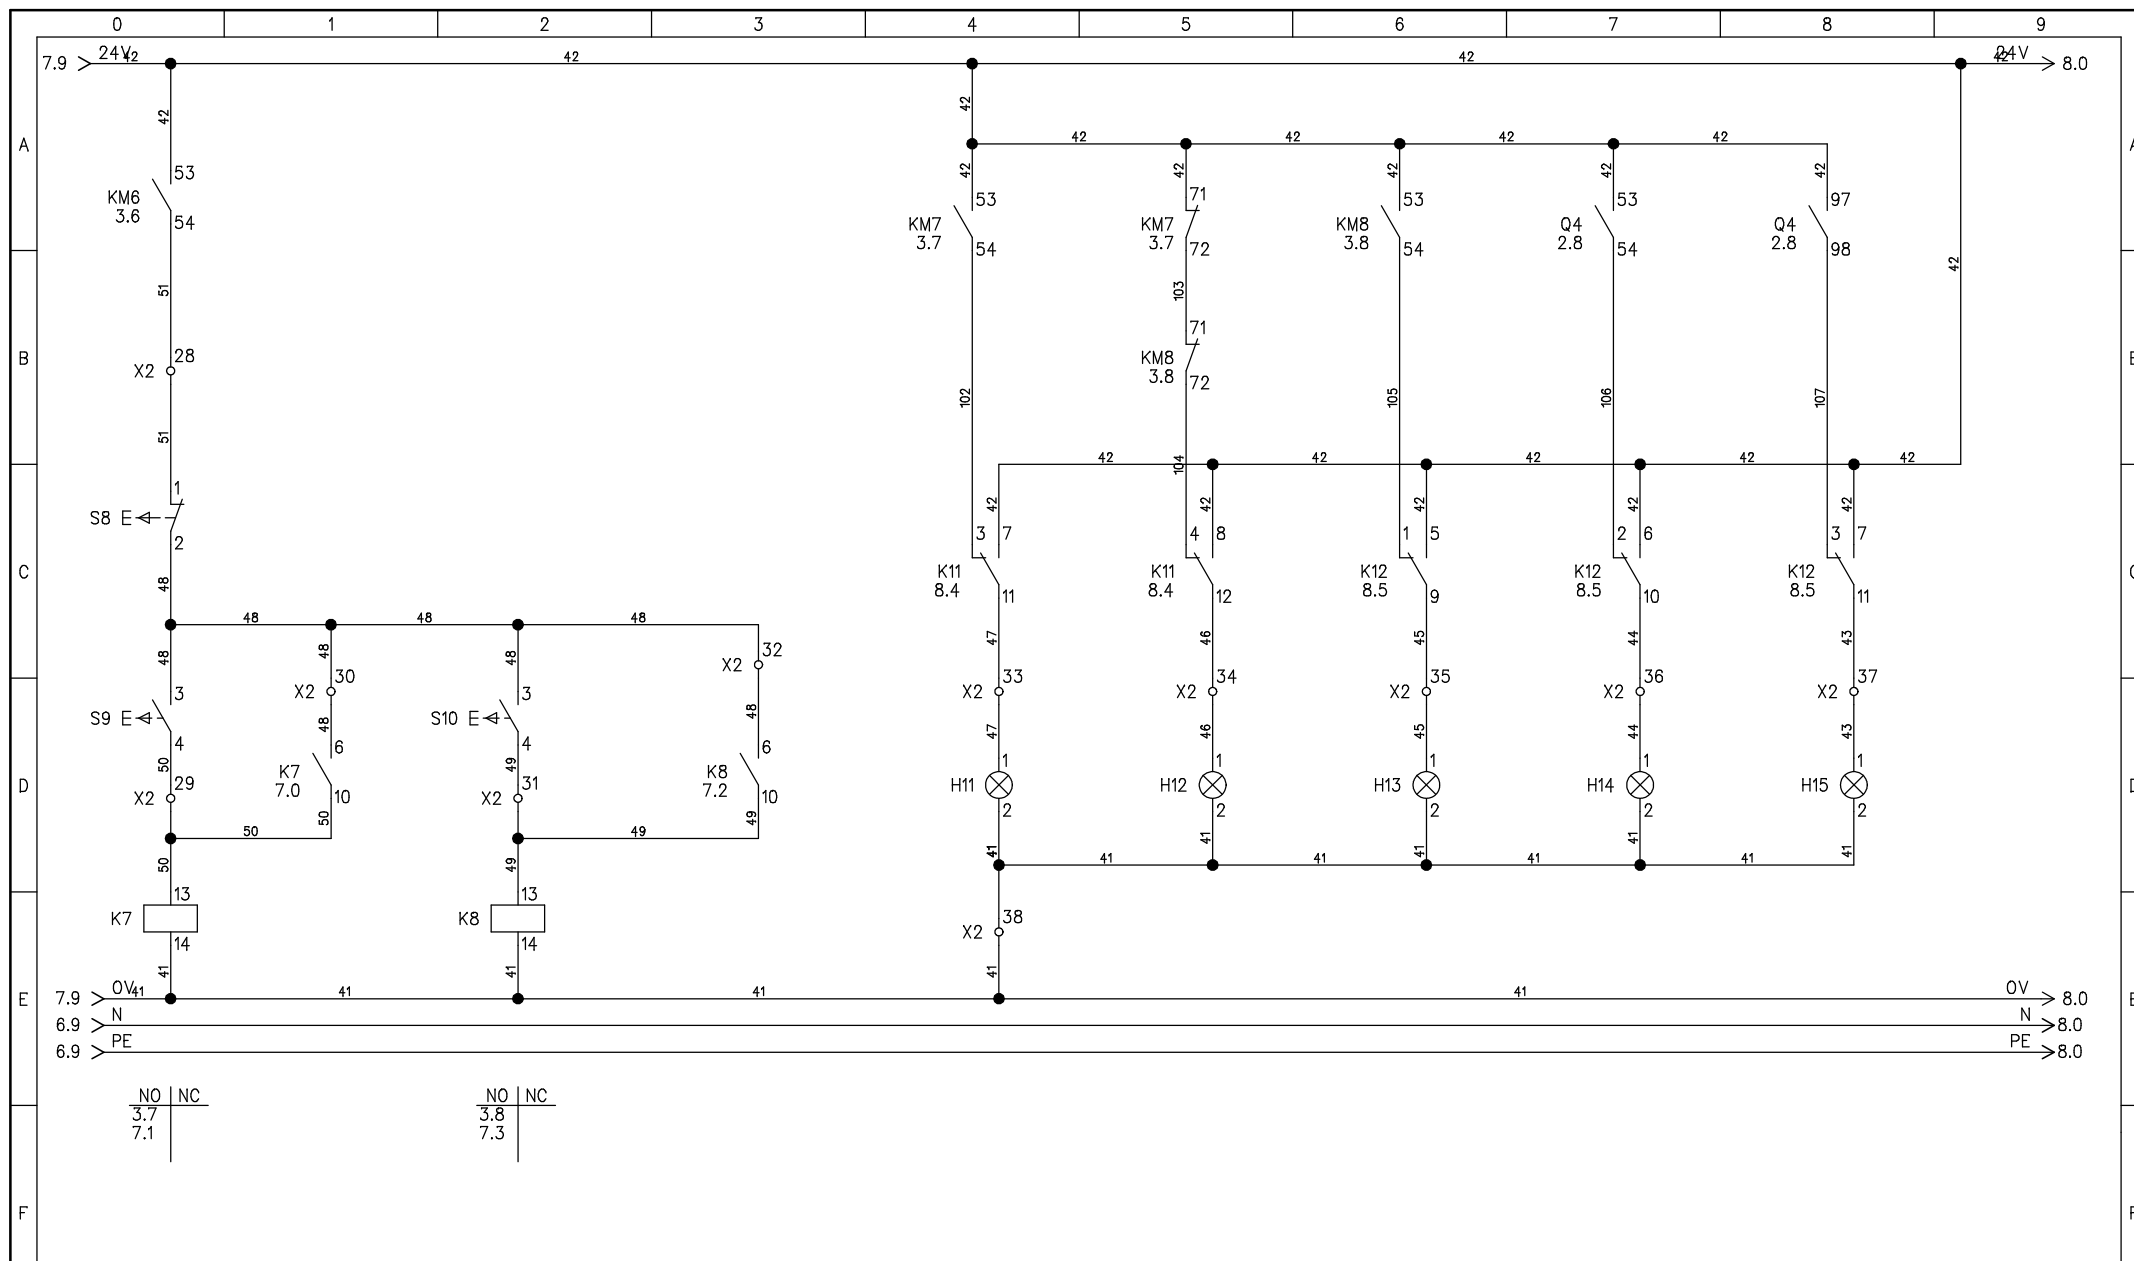 0 1 2 3 4 5 6 7 8 9
7.9 24V 42 42 42 42 24V 8.0
42 42
A 42 42 42 42 A
42 42 42 42 42
53 53 71 53 53 97
KM6 KM7 KM7 KM8 Q4 Q4
3.6 3.7 3.7 3.8 2.8 2.8
54 54 72 54 54 98
42
51 103
71
28
B X2 KM8 B
3.8
72
102 105 106 107
51
42 104 42 42 42 42
1 42 42 42 42 42
S8 E
2 3 7 4 8 1 5 2 6 3 7
C K11 K11 K12 K12 K12 C
8.4 8.4 8.5 8.5 8.5
48 11 12 9 10 11
48 48 48
48 48 48 47 46 45 44 43
X2 32
30 33 34 35 36 37
X2 X2 X2 X2 X2 X2
3 3
S9 E S10 E
48 48 47 46 45 44 43
4 6 4 6
50 49 1 1 1 1 1
D K7 K8 H11 H12 H13 H14 H15 D
7.0 7.2
29 31
X2 10 X2 10
50 49 2 2 2 2 2
50 49
41 41 41 41 41
50 49 41 41 41 41
13 13
K7 K8
14 14
38
X2
41 41 41
E 7.9 0V 41 41 41 41 0V 8.0 E
6.9 N N 8.0
6.9 PE PE 8.0
NO NC NO NC
3.7 3.8
7.1 7.3
F F